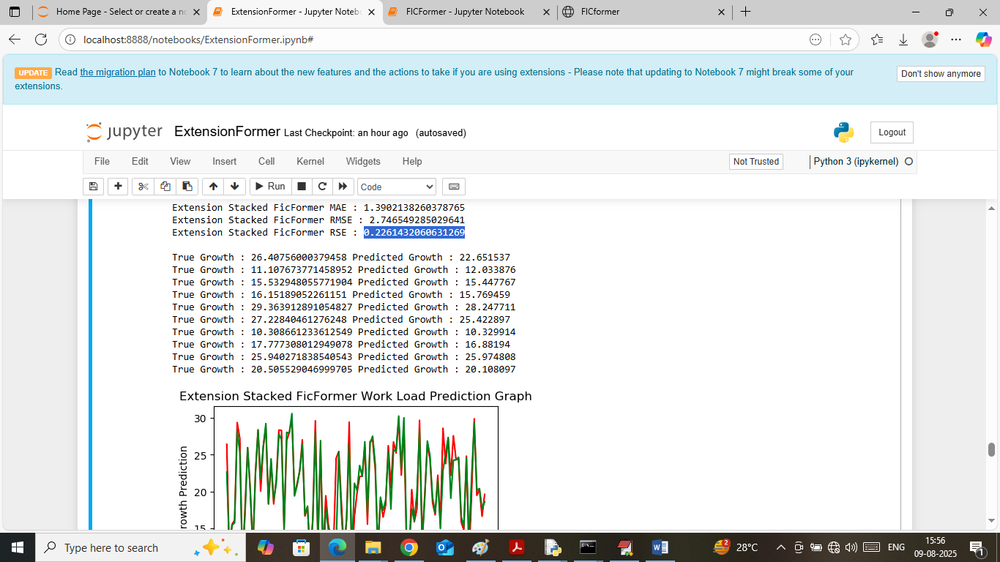 Home Page - Select or create a no
ExtensionFormer - Jupyter Notebo
FICFormer - Jupyter Notebook
FICformer
localhost:8888/notebooks/ExtensionFormer.ipynb#
UPDATE Read the migration plan to Notebook 7 to learn about the new features and the actions to take if you are using extensions - Please note that updating to Notebook 7 might break some of your
extensions.
Don't show anymore
jupyter ExtensionFormer Last Checkpoint: an hour ago (autosaved)
Logout
File Edit View Insert Cell Kernel Widgets Help
Not Trusted
Python 3 (ipykernel)
Run
Code
Extension Stacked FicFormer MAE : 1.3902138260378765
Extension Stacked FicFormer RMSE : 2.746549285029641
Extension Stacked FicFormer RSE : 0.2261432060631269
True Growth : 26.40756000379458 Predicted Growth : 22.651537
True Growth : 11.107673771458952 Predicted Growth : 12.033876
True Growth : 15.532948055771904 Predicted Growth : 15.447767
True Growth : 16.15189052261151 Predicted Growth : 15.769459
True Growth : 29.363912891054827 Predicted Growth : 28.247711
True Growth : 27.22840461276248 Predicted Growth : 25.422897
True Growth : 10.308661233612549 Predicted Growth : 10.329914
True Growth : 17.777308012949078 Predicted Growth : 16.88194
True Growth : 25.940271838540543 Predicted Growth : 25.974808
True Growth : 20.505529046999705 Predicted Growth : 20.108097
Extension Stacked FicFormer Work Load Prediction Graph
30
25
20
15
rowth Prediction
Type here to search
2
28°C
ENG
15:56
09-08-2025
1